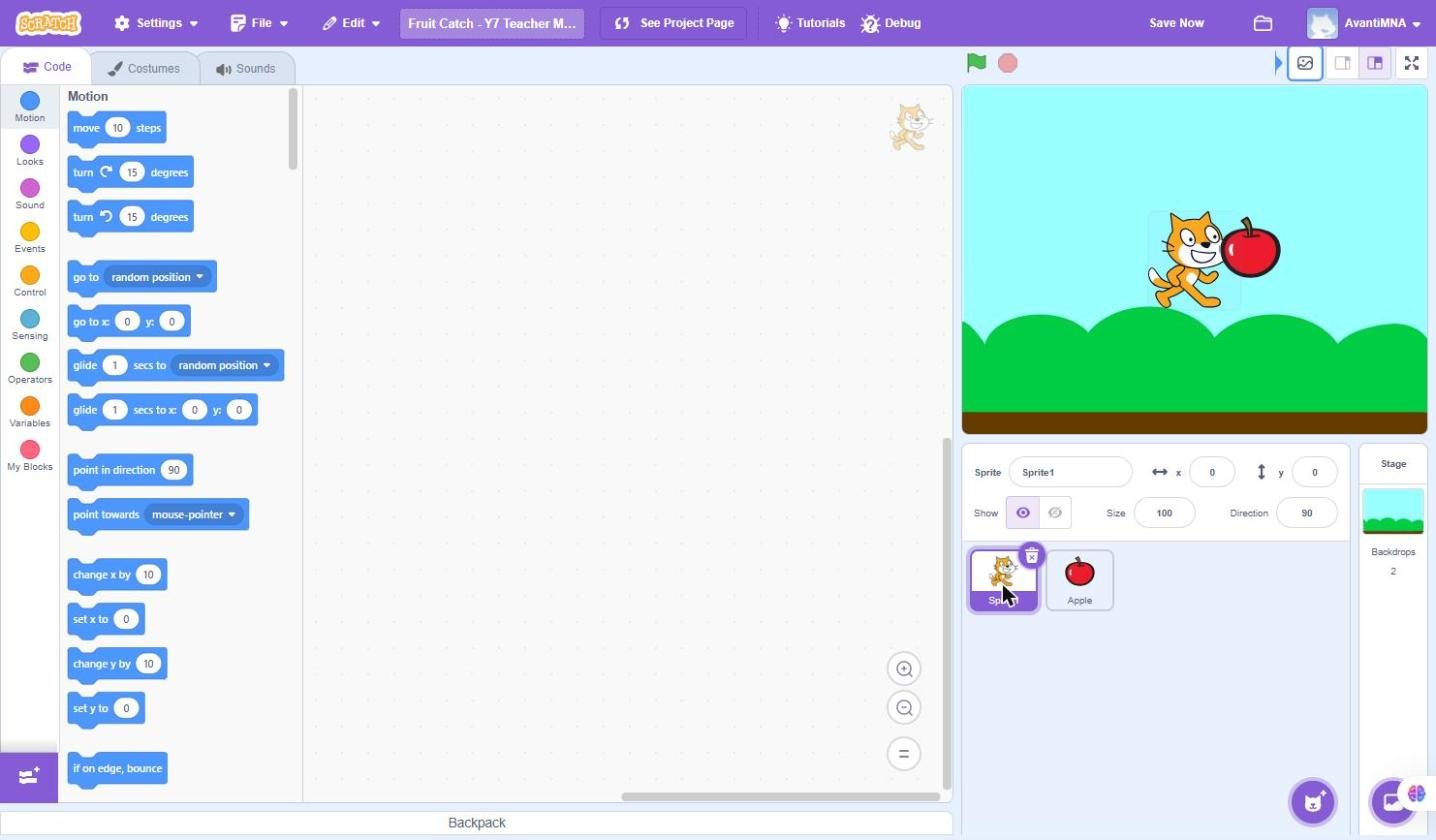 SCRATCH Settings File Edit Fruit Catch - Y7 Teacher M... See Project Page Tutorials Debug Save Now AvantiMNA
Code Costumes Sounds
Motion
Looks
Sound
Events
Control
Sensing
Operators
Variables
My Blocks
Motion
move 10 steps
turn 15 degrees
turn 15 degrees
go to random position
go to x: 0 y: 0
glide 1 secs to random position
glide 1 secs to x: 0 y: 0
point in direction 90
point towards mouse-pointer
change x by 10
set x to 0
change y by 10
set y to 0
if on edge, bounce
Backpack
Sprite Sprite1 x 0 y 0
Show Size 100 Direction 90
Apple
Stage
Backdrops
2